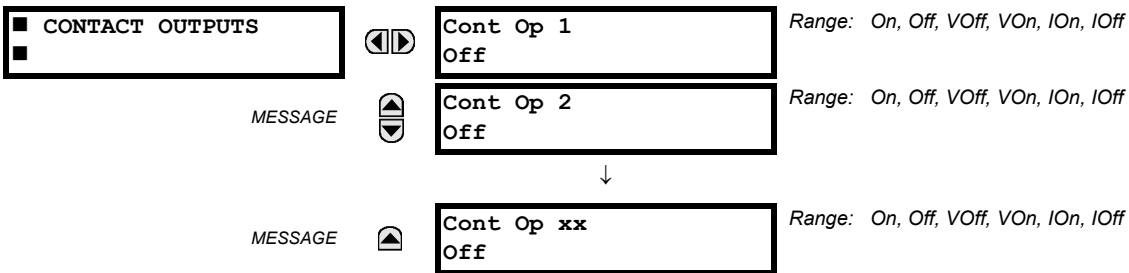 ■ CONTACT OUTPUTS
■
Cont Op 1
Off
Range: On, Off, VOff, VOn, IOn, IOff
MESSAGE
Cont Op 2
Off
Range: On, Off, VOff, VOn, IOn, IOff
↓
MESSAGE
Cont Op xx
Off
Range: On, Off, VOff, VOn, IOn, IOff